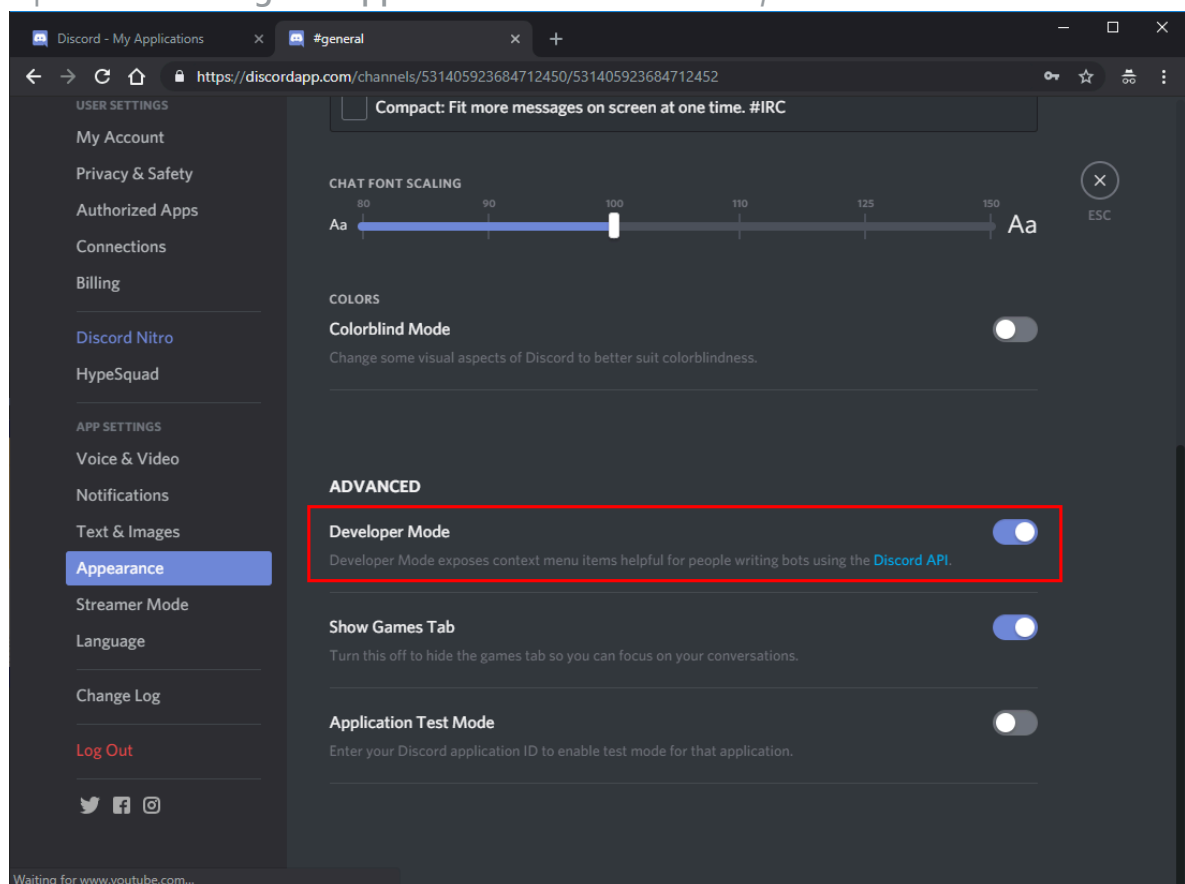 Discord - My Applications
#general
https://discordapp.com/channels/531405923684712450/531405923684712452
USER SETTINGS
My Account
Privacy & Safety
Authorized Apps
Connections
Billing
Discord Nitro
HypeSquad
APP SETTINGS
Voice & Video
Notifications
Text & Images
Appearance
Streamer Mode
Language
Change Log
Log Out
Compact: Fit more messages on screen at one time. #IRC
CHAT FONT SCALING
80 90 100 110 125 150
Aa Aa
ESC
COLORS
Colorblind Mode
Change some visual aspects of Discord to better suit colorblindness.
ADVANCED
Developer Mode
Developer Mode exposes context menu items helpful for people writing bots using the Discord API.
Show Games Tab
Turn this off to hide the games tab so you can focus on your conversations.
Application Test Mode
Enter your Discord application ID to enable test mode for that application.
Waiting for www.youtube.com...